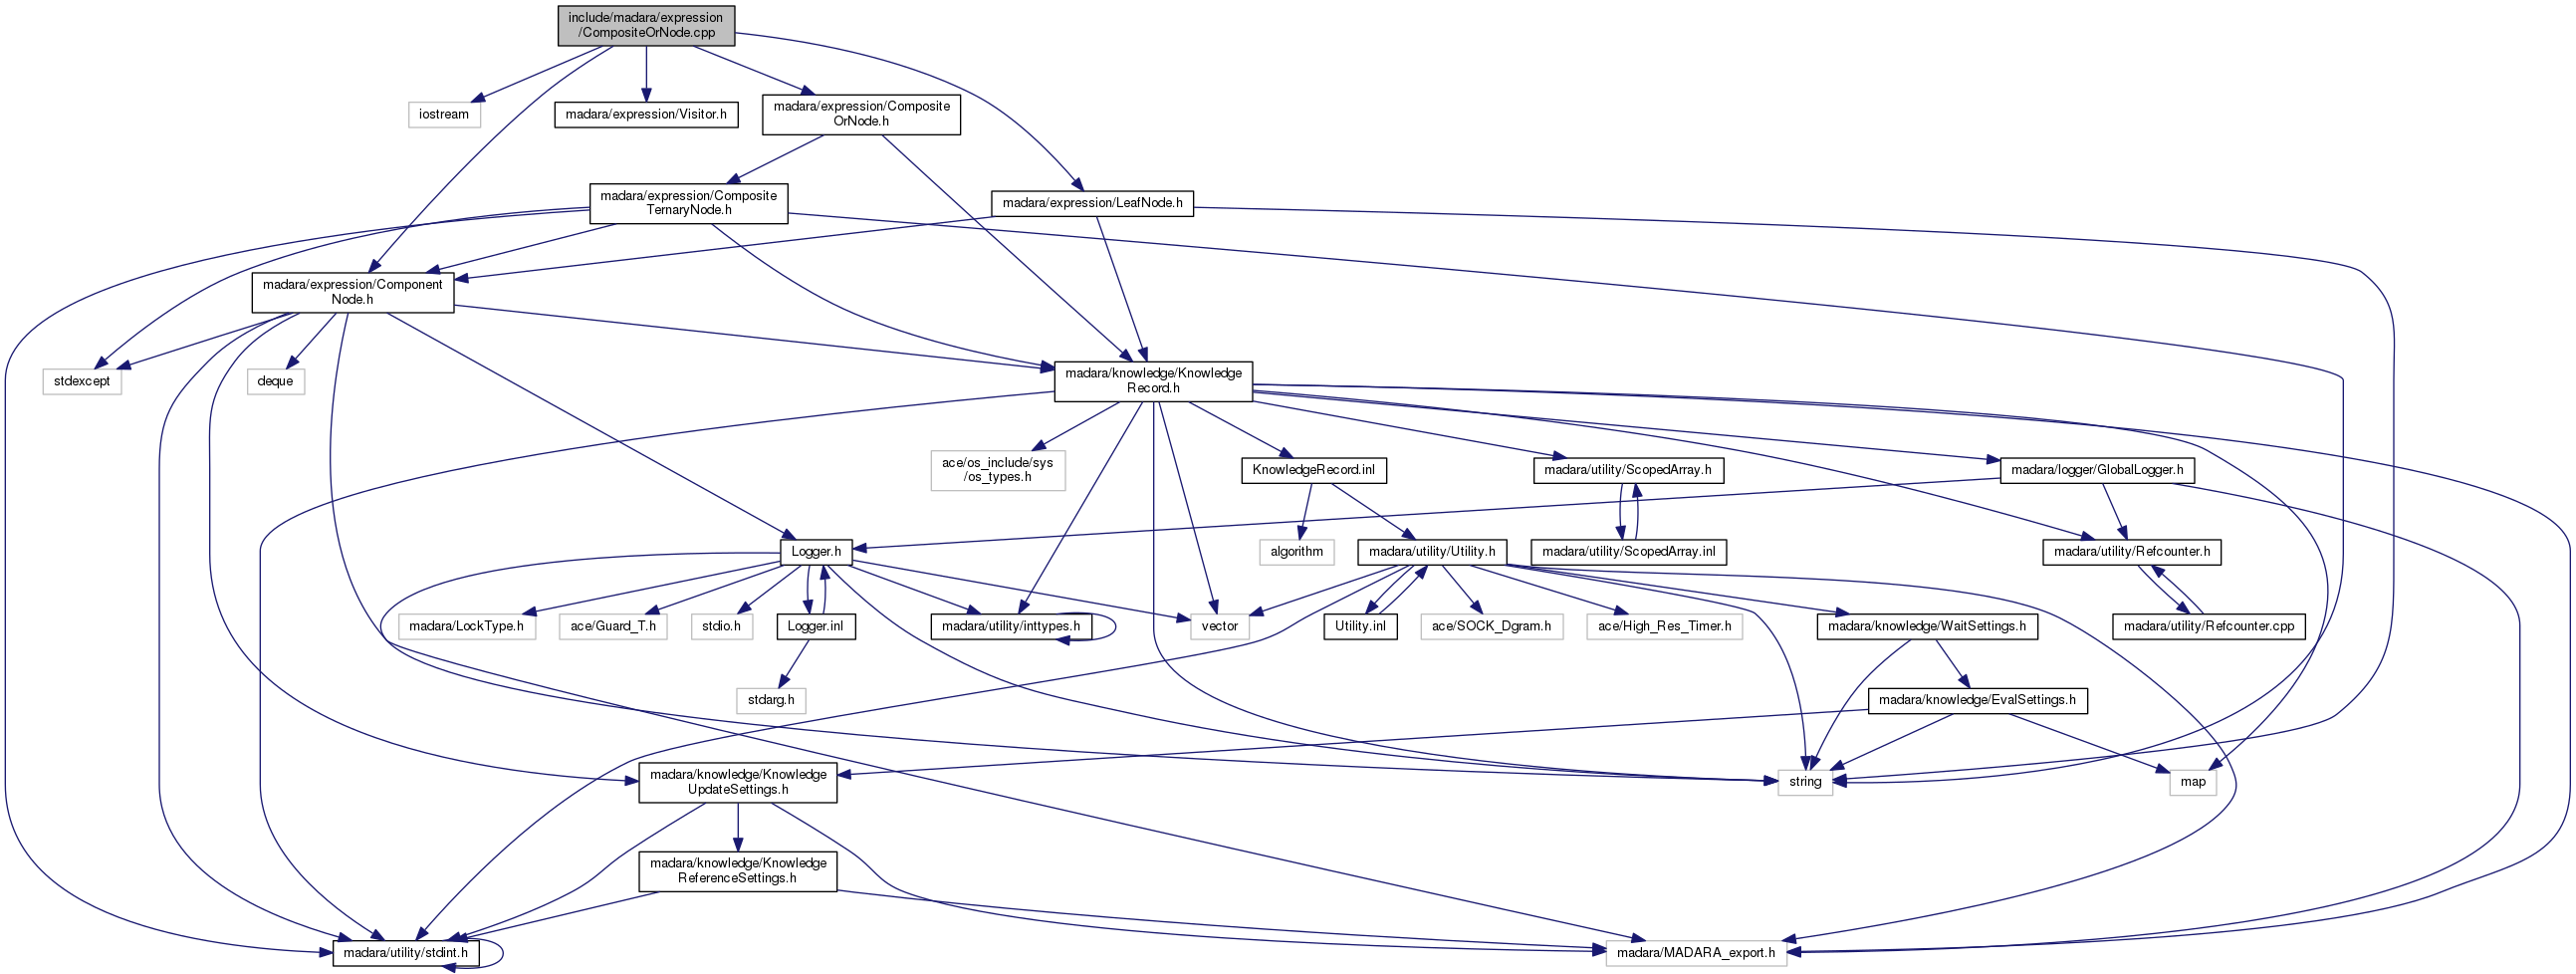 include/madara/expression
/CompositeOrNode.cpp
iostream
madara/expression/Visitor.h
madara/expression/Composite
OrNode.h
madara/expression/Composite
TernaryNode.h
madara/expression/LeafNode.h
madara/expression/Component
Node.h
stdexcept
deque
madara/knowledge/Knowledge
Record.h
ace/os_include/sys
/os_types.h
KnowledgeRecord.inl
madara/utility/ScopedArray.h
madara/logger/GlobalLogger.h
Logger.h
algorithm
madara/utility/Utility.h
madara/utility/ScopedArray.inl
madara/utility/Refcounter.h
madara/LockType.h
ace/Guard_T.h
stdio.h
Logger.inl
madara/utility/inttypes.h
vector
Utility.inl
ace/SOCK_Dgram.h
ace/High_Res_Timer.h
madara/knowledge/WaitSettings.h
madara/utility/Refcounter.cpp
stdarg.h
madara/knowledge/EvalSettings.h
madara/knowledge/Knowledge
UpdateSettings.h
string
map
madara/knowledge/Knowledge
ReferenceSettings.h
madara/utility/stdint.h
madara/MADARA_export.h